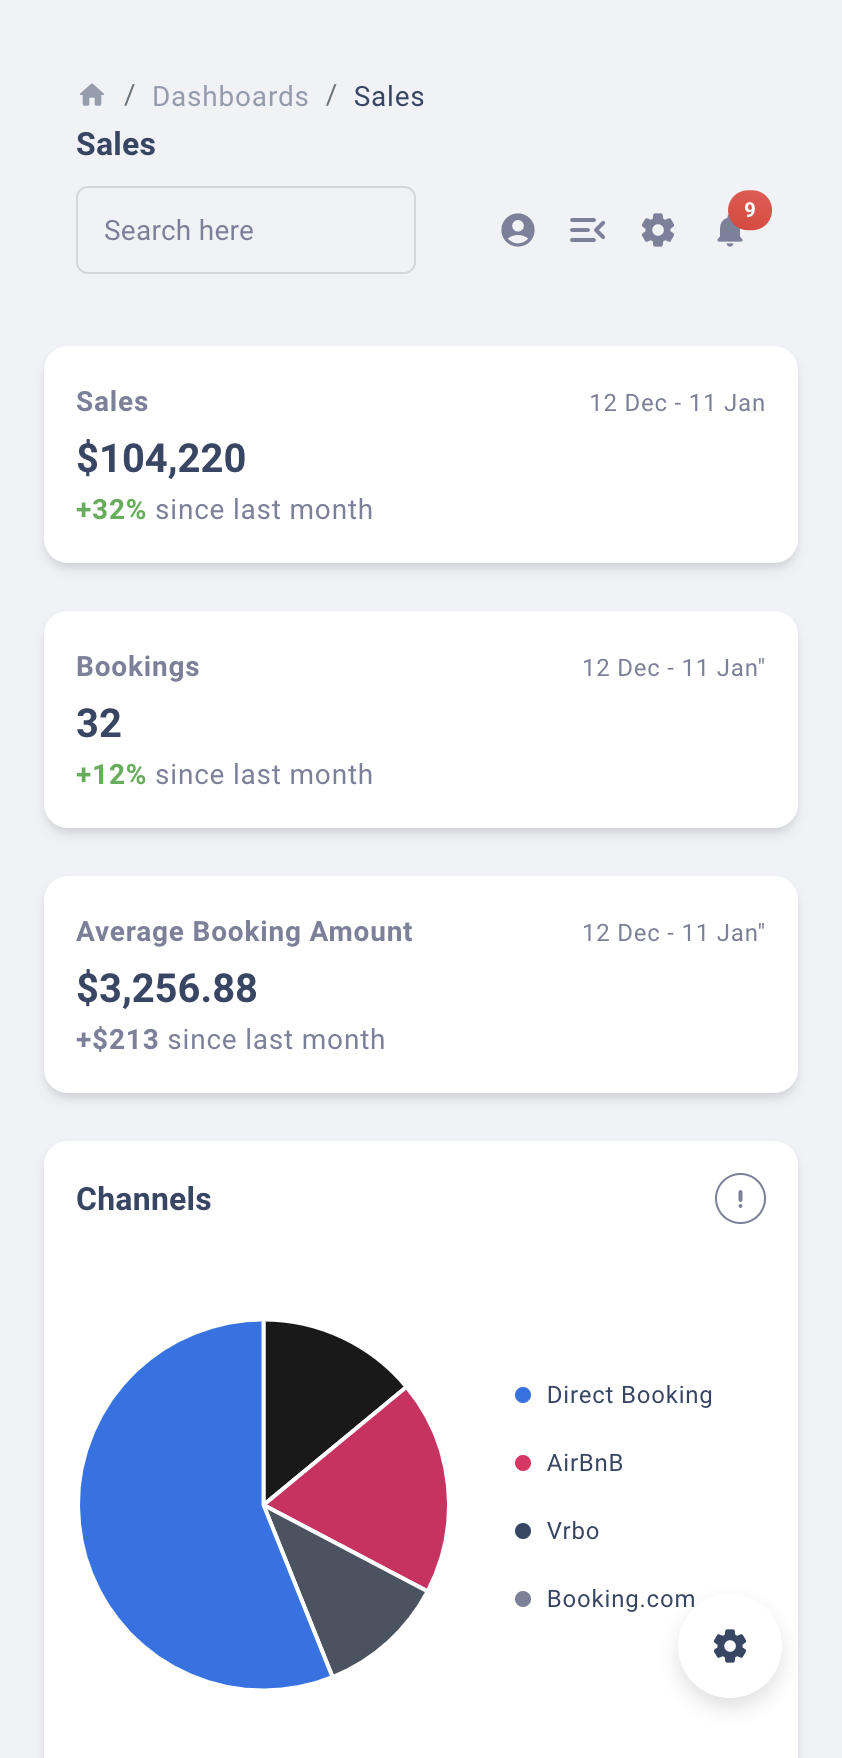 / Dashboards / Sales
Sales
Search here
9
Sales 12 Dec - 11 Jan
$104,220
+32% since last month
Bookings 12 Dec - 11 Jan"
32
+12% since last month
Average Booking Amount 12 Dec - 11 Jan"
$3,256.88
+$213 since last month
Channels !
Direct Booking
AirBnB
Vrbo
Booking.com